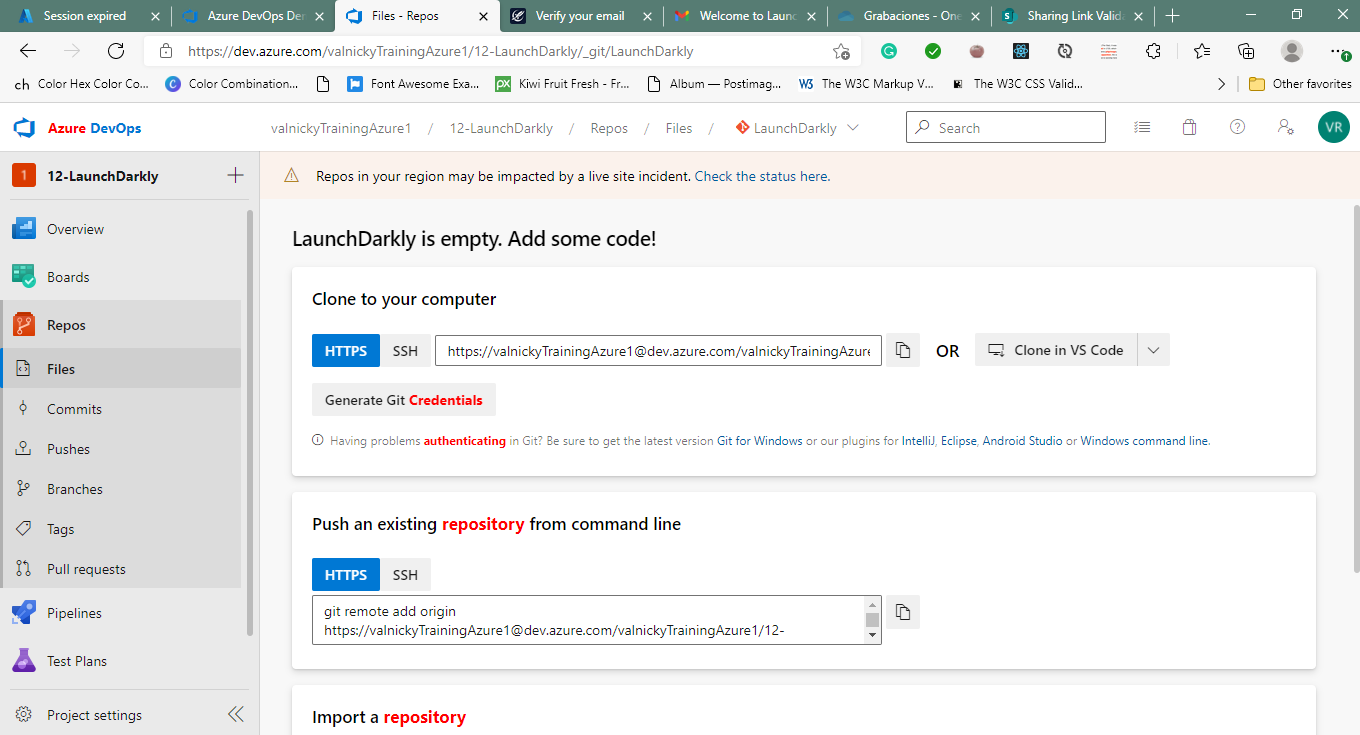 Session expired
Azure DevOps Der
Files - Repos
Verify your email
Welcome to Laun
Grabaciones - One
Sharing Link Valida
https://dev.azure.com/valnickyTrainingAzure1/12-LaunchDarkly/_git/LaunchDarkly
ch Color Hex Color Co...
C Color Combination...
Font Awesome Exa...
px Kiwi Fruit Fresh - Fr...
Album — Postimag...
W3 The W3C Markup V...
The W3C CSS Valid...
Other favorites
Azure DevOps
valnickyTrainingAzure1 / 12-LaunchDarkly / Repos / Files / LaunchDarkly
Search
VR
1 12-LaunchDarkly
Overview
Boards
Repos
Files
Commits
Pushes
Branches
Tags
Pull requests
Pipelines
Test Plans
Project settings
Repos in your region may be impacted by a live site incident. Check the status here.
LaunchDarkly is empty. Add some code!
Clone to your computer
HTTPS SSH https://valnickyTrainingAzure1@dev.azure.com/valnickyTrainingAzure OR Clone in VS Code
Generate Git Credentials
Having problems authenticating in Git? Be sure to get the latest version Git for Windows or our plugins for IntelliJ, Eclipse, Android Studio or Windows command line.
Push an existing repository from command line
HTTPS SSH
git remote add origin
https://valnickyTrainingAzure1@dev.azure.com/valnickyTrainingAzure1/12-
Import a repository